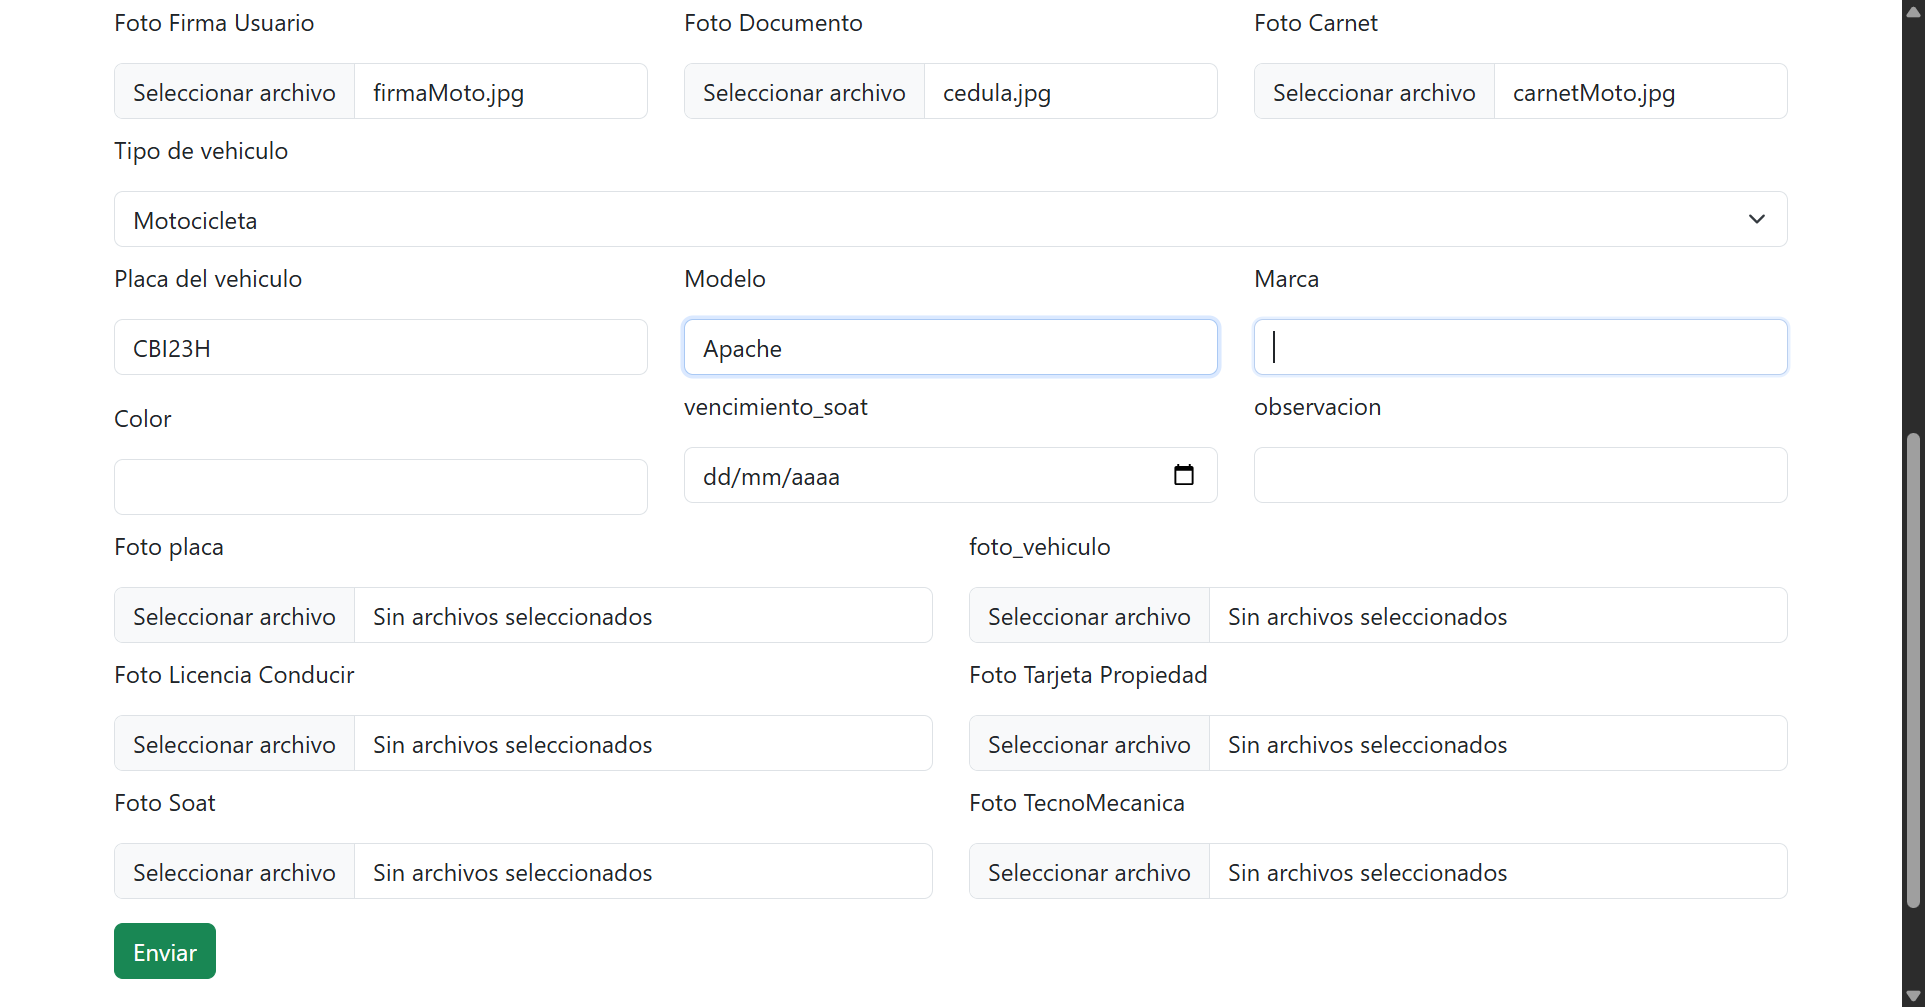 Foto Firma Usuario Foto Documento Foto Carnet
Seleccionar archivo firmaMoto.jpg Seleccionar archivo cedula.jpg Seleccionar archivo carnetMoto.jpg
Tipo de vehiculo
Motocicleta
Placa del vehiculo Modelo Marca
CBI23H Apache
Color vencimiento_soat observacion
dd/mm/aaaa
Foto placa foto_vehiculo
Seleccionar archivo Sin archivos seleccionados Seleccionar archivo Sin archivos seleccionados
Foto Licencia Conducir Foto Tarjeta Propiedad
Seleccionar archivo Sin archivos seleccionados Seleccionar archivo Sin archivos seleccionados
Foto Soat Foto TecnoMecanica
Seleccionar archivo Sin archivos seleccionados Seleccionar archivo Sin archivos seleccionados
Enviar